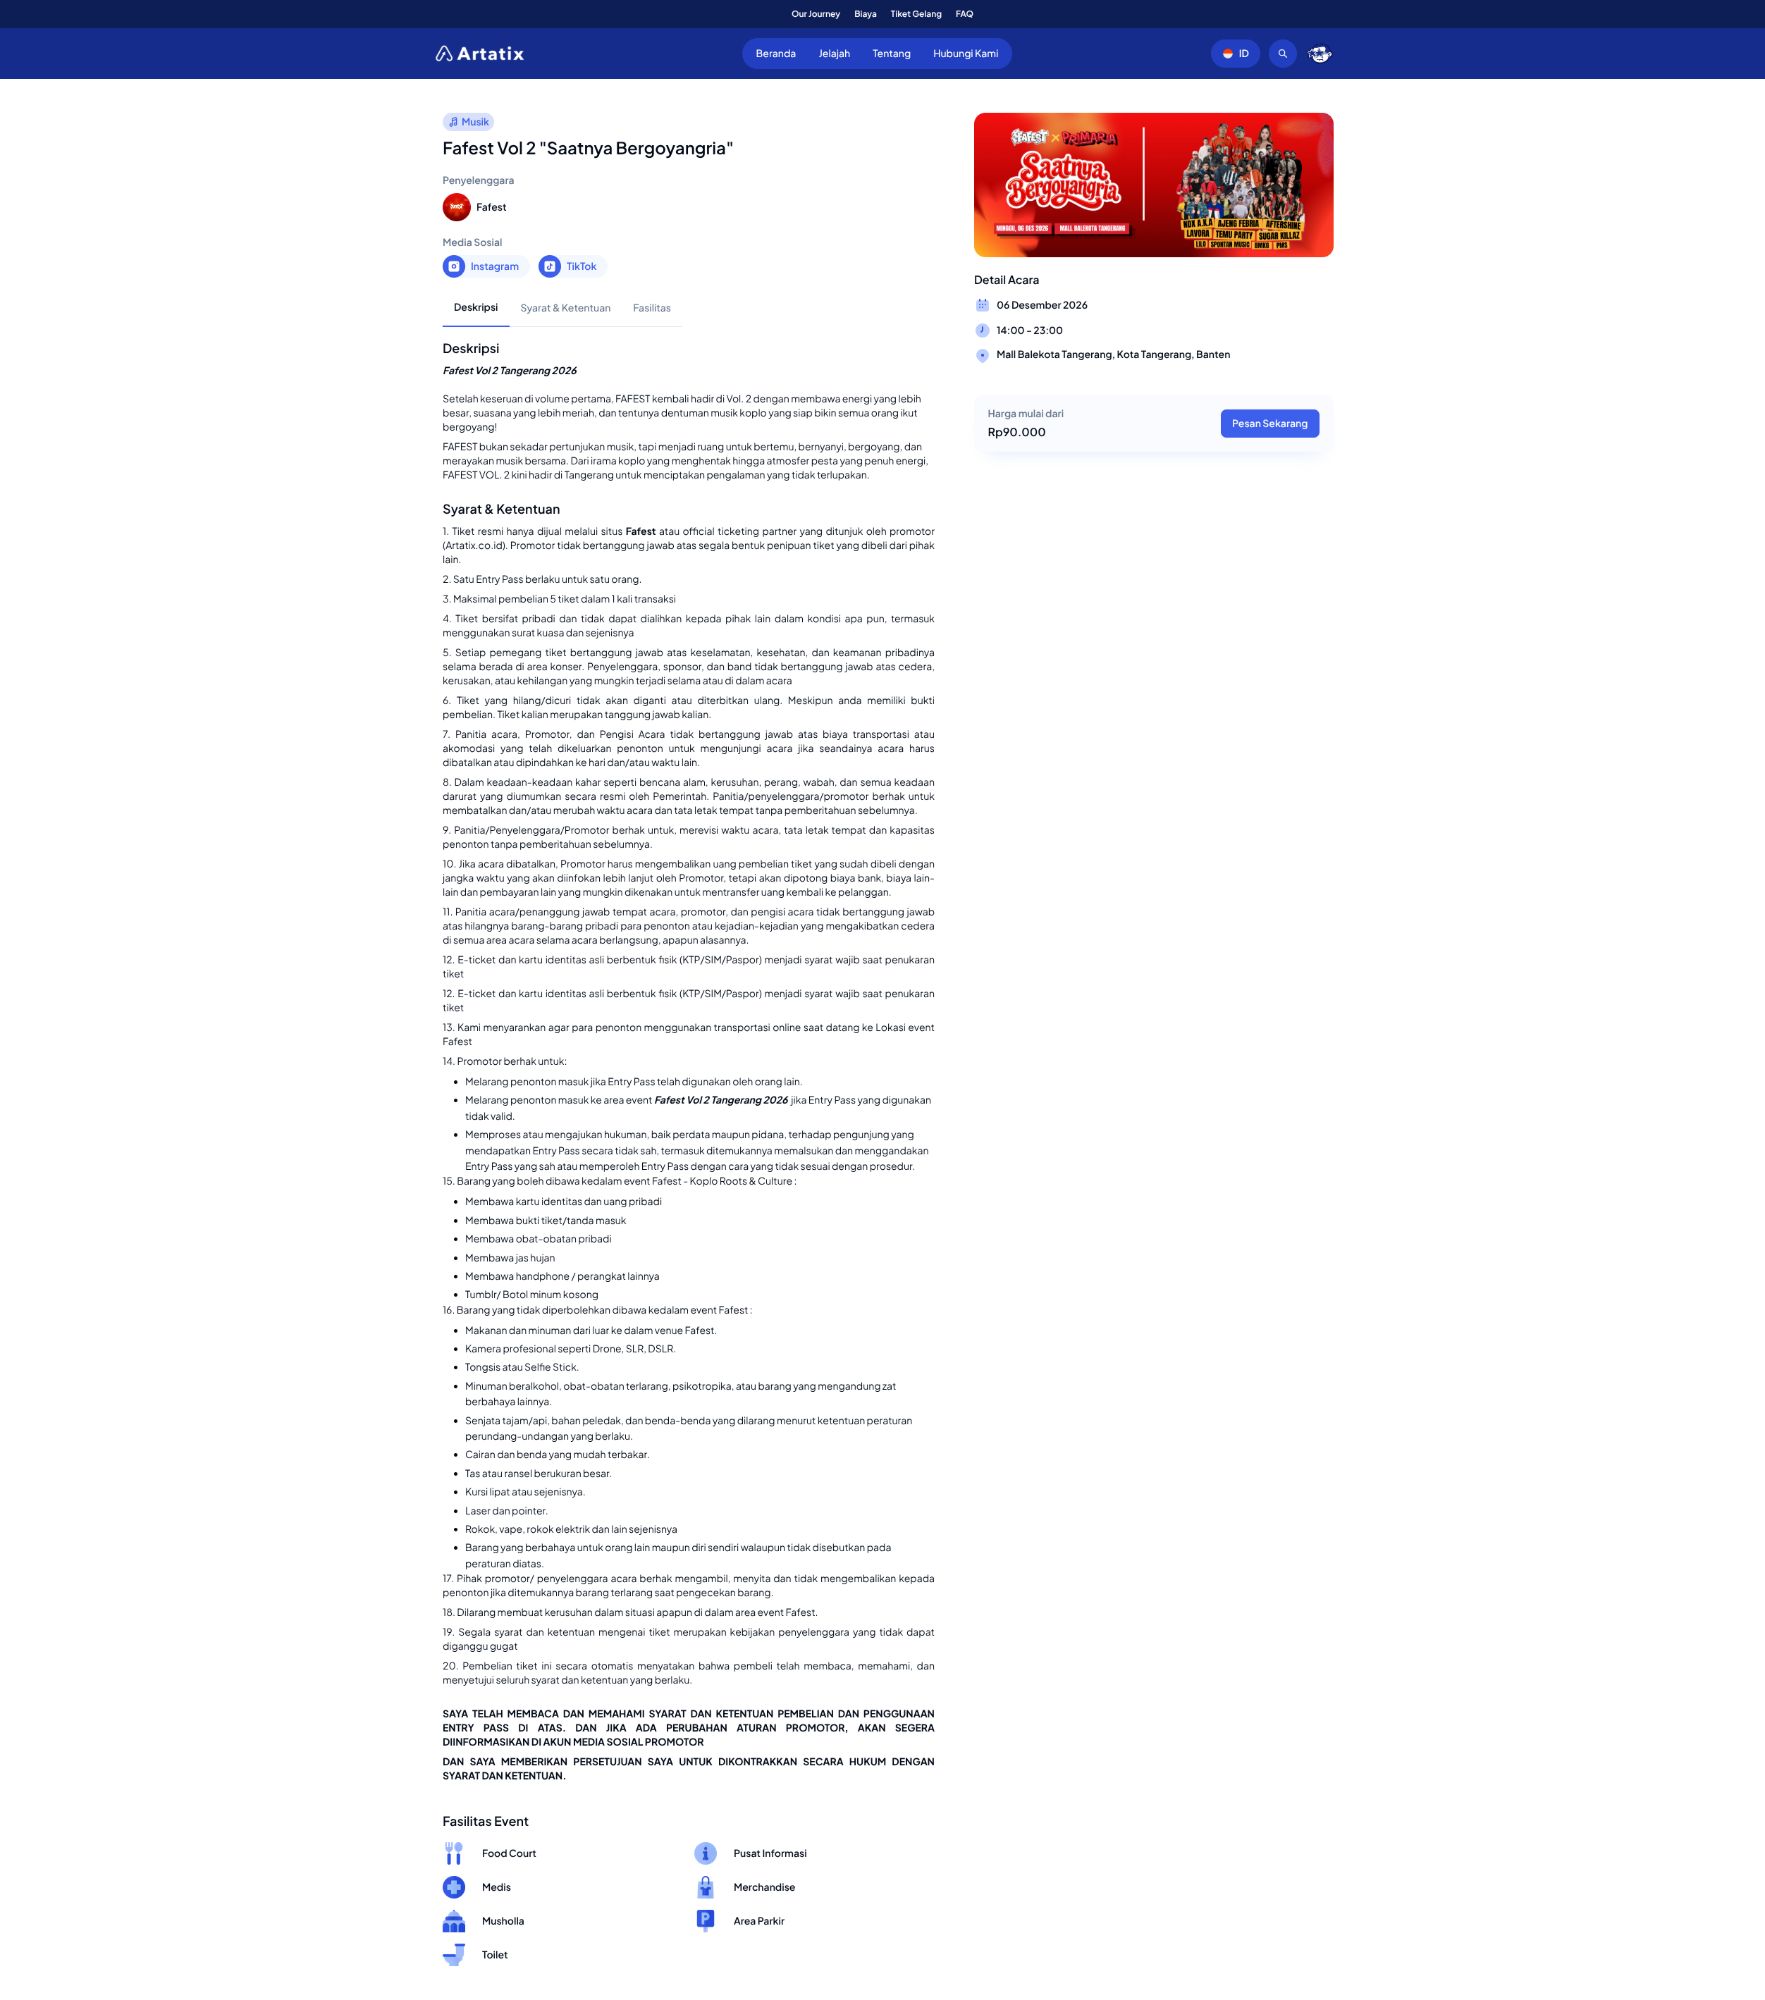 Our Journey Biaya Tiket Gelang FAQ
Artatix
Beranda Jelajah Tentang Hubungi Kami
ID
Musik
Fafest Vol 2 "Saatnya Bergoyangria"
Penyelenggara
Fafest
Media Sosial
Instagram TikTok
Deskripsi Syarat & Ketentuan Fasilitas
Deskripsi
Fafest Vol 2 Tangerang 2026
Setelah keseruan di volume pertama, FAFEST kembali hadir di Vol. 2 dengan membawa energi yang lebih
besar, suasana yang lebih meriah, dan tentunya dentuman musik koplo yang siap bikin semua orang ikut
bergoyang!
FAFEST bukan sekadar pertunjukan musik, tapi menjadi ruang untuk bertemu, bernyanyi, bergoyang, dan
merayakan musik bersama. Dari irama koplo yang menghentak hingga atmosfer pesta yang penuh energi,
FAFEST VOL. 2 kini hadir di Tangerang untuk menciptakan pengalaman yang tidak terlupakan.
Syarat & Ketentuan
1. Tiket resmi hanya dijual melalui situs Fafest atau official ticketing partner yang ditunjuk oleh promotor
(Artatix.co.id). Promotor tidak bertanggung jawab atas segala bentuk penipuan tiket yang dibeli dari pihak
lain.
2. Satu Entry Pass berlaku untuk satu orang.
3. Maksimal pembelian 5 tiket dalam 1 kali transaksi
4. Tiket bersifat pribadi dan tidak dapat dialihkan kepada pihak lain dalam kondisi apa pun, termasuk
menggunakan surat kuasa dan sejenisnya
5. Setiap pemegang tiket bertanggung jawab atas keselamatan, kesehatan, dan keamanan pribadinya
selama berada di area konser. Penyelenggara, sponsor, dan band tidak bertanggung jawab atas cedera,
kerusakan, atau kehilangan yang mungkin terjadi selama atau di dalam acara
6. Tiket yang hilang/dicuri tidak akan diganti atau diterbitkan ulang. Meskipun anda memiliki bukti
pembelian. Tiket kalian merupakan tanggung jawab kalian.
7. Panitia acara, Promotor, dan Pengisi Acara tidak bertanggung jawab atas biaya transportasi atau
akomodasi yang telah dikeluarkan penonton untuk mengunjungi acara jika seandainya acara harus
dibatalkan atau dipindahkan ke hari dan/atau waktu lain.
8. Dalam keadaan-keadaan kahar seperti bencana alam, kerusuhan, perang, wabah, dan semua keadaan
darurat yang diumumkan secara resmi oleh Pemerintah. Panitia/penyelenggara/promotor berhak untuk
membatalkan dan/atau merubah waktu acara dan tata letak tempat tanpa pemberitahuan sebelumnya.
9. Panitia/Penyelenggara/Promotor berhak untuk, merevisi waktu acara, tata letak tempat dan kapasitas
penonton tanpa pemberitahuan sebelumnya.
10. Jika acara dibatalkan, Promotor harus mengembalikan uang pembelian tiket yang sudah dibeli dengan
jangka waktu yang akan diinfokan lebih lanjut oleh Promotor, tetapi akan dipotong biaya bank, biaya lain-
lain dan pembayaran lain yang mungkin dikenakan untuk mentransfer uang kembali ke pelanggan.
11. Panitia acara/penanggung jawab tempat acara, promotor, dan pengisi acara tidak bertanggung jawab
atas hilangnya barang-barang pribadi para penonton atau kejadian-kejadian yang mengakibatkan cedera
di semua area acara selama acara berlangsung, apapun alasannya.
12. E-ticket dan kartu identitas asli berbentuk fisik (KTP/SIM/Paspor) menjadi syarat wajib saat penukaran
tiket
12. E-ticket dan kartu identitas asli berbentuk fisik (KTP/SIM/Paspor) menjadi syarat wajib saat penukaran
tiket
13. Kami menyarankan agar para penonton menggunakan transportasi online saat datang ke Lokasi event
Fafest
14. Promotor berhak untuk:
• Melarang penonton masuk jika Entry Pass telah digunakan oleh orang lain.
• Melarang penonton masuk ke area event Fafest Vol 2 Tangerang 2026 jika Entry Pass yang digunakan
tidak valid.
• Memproses atau mengajukan hukuman, baik perdata maupun pidana, terhadap pengunjung yang
mendapatkan Entry Pass secara tidak sah, termasuk ditemukannya memalsukan dan menggandakan
Entry Pass yang sah atau memperoleh Entry Pass dengan cara yang tidak sesuai dengan prosedur.
15. Barang yang boleh dibawa kedalam event Fafest - Koplo Roots & Culture :
• Membawa kartu identitas dan uang pribadi
• Membawa bukti tiket/tanda masuk
• Membawa obat-obatan pribadi
• Membawa jas hujan
• Membawa handphone / perangkat lainnya
• Tumblr/ Botol minum kosong
16. Barang yang tidak diperbolehkan dibawa kedalam event Fafest :
• Makanan dan minuman dari luar ke dalam venue Fafest.
• Kamera profesional seperti Drone, SLR, DSLR.
• Tongsis atau Selfie Stick.
• Minuman beralkohol, obat-obatan terlarang, psikotropika, atau barang yang mengandung zat
berbahaya lainnya.
• Senjata tajam/api, bahan peledak, dan benda-benda yang dilarang menurut ketentuan peraturan
perundang-undangan yang berlaku.
• Cairan dan benda yang mudah terbakar.
• Tas atau ransel berukuran besar.
• Kursi lipat atau sejenisnya.
• Laser dan pointer.
• Rokok, vape, rokok elektrik dan lain sejenisnya
• Barang yang berbahaya untuk orang lain maupun diri sendiri walaupun tidak disebutkan pada
peraturan diatas.
17. Pihak promotor/ penyelenggara acara berhak mengambil, menyita dan tidak mengembalikan kepada
penonton jika ditemukannya barang terlarang saat pengecekan barang.
18. Dilarang membuat kerusuhan dalam situasi apapun di dalam area event Fafest.
19. Segala syarat dan ketentuan mengenai tiket merupakan kebijakan penyelenggara yang tidak dapat
diganggu gugat
20. Pembelian tiket ini secara otomatis menyatakan bahwa pembeli telah membaca, memahami, dan
menyetujui seluruh syarat dan ketentuan yang berlaku.
SAYA TELAH MEMBACA DAN MEMAHAMI SYARAT DAN KETENTUAN PEMBELIAN DAN PENGGUNAAN
ENTRY PASS DI ATAS. DAN JIKA ADA PERUBAHAN ATURAN PROMOTOR, AKAN SEGERA
DIINFORMASIKAN DI AKUN MEDIA SOSIAL PROMOTOR
DAN SAYA MEMBERIKAN PERSETUJUAN SAYA UNTUK DIKONTRAKKAN SECARA HUKUM DENGAN
SYARAT DAN KETENTUAN.
Fasilitas Event
Food Court Pusat Informasi
Medis Merchandise
Musholla Area Parkir
Toilet
FAFEST × PRIMARIA
Saatnya
Bergoyangria
MINGGU, 06 DES 2026 MALL BALEKOTA TANGERANG
NDX A.K.A AJENG FEBRIA AFTERSHINE
LAVORA TEMU PARTY SUGAR KILLAZ
LILO SPONTAN MUSIC OMKG PMS
Detail Acara
06 Desember 2026
14:00 - 23:00
Mall Balekota Tangerang, Kota Tangerang, Banten
Harga mulai dari
Rp90.000
Pesan Sekarang